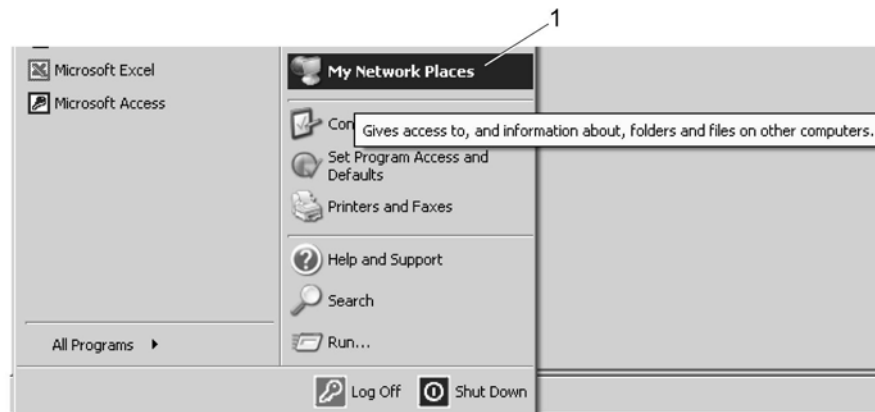 1
Microsoft Excel
Microsoft Access
All Programs
My Network Places
Con
Gives access to, and information about, folders and files on other computers.
Set Program Access and
Defaults
Printers and Faxes
Help and Support
Search
Run...
Log Off
Shut Down